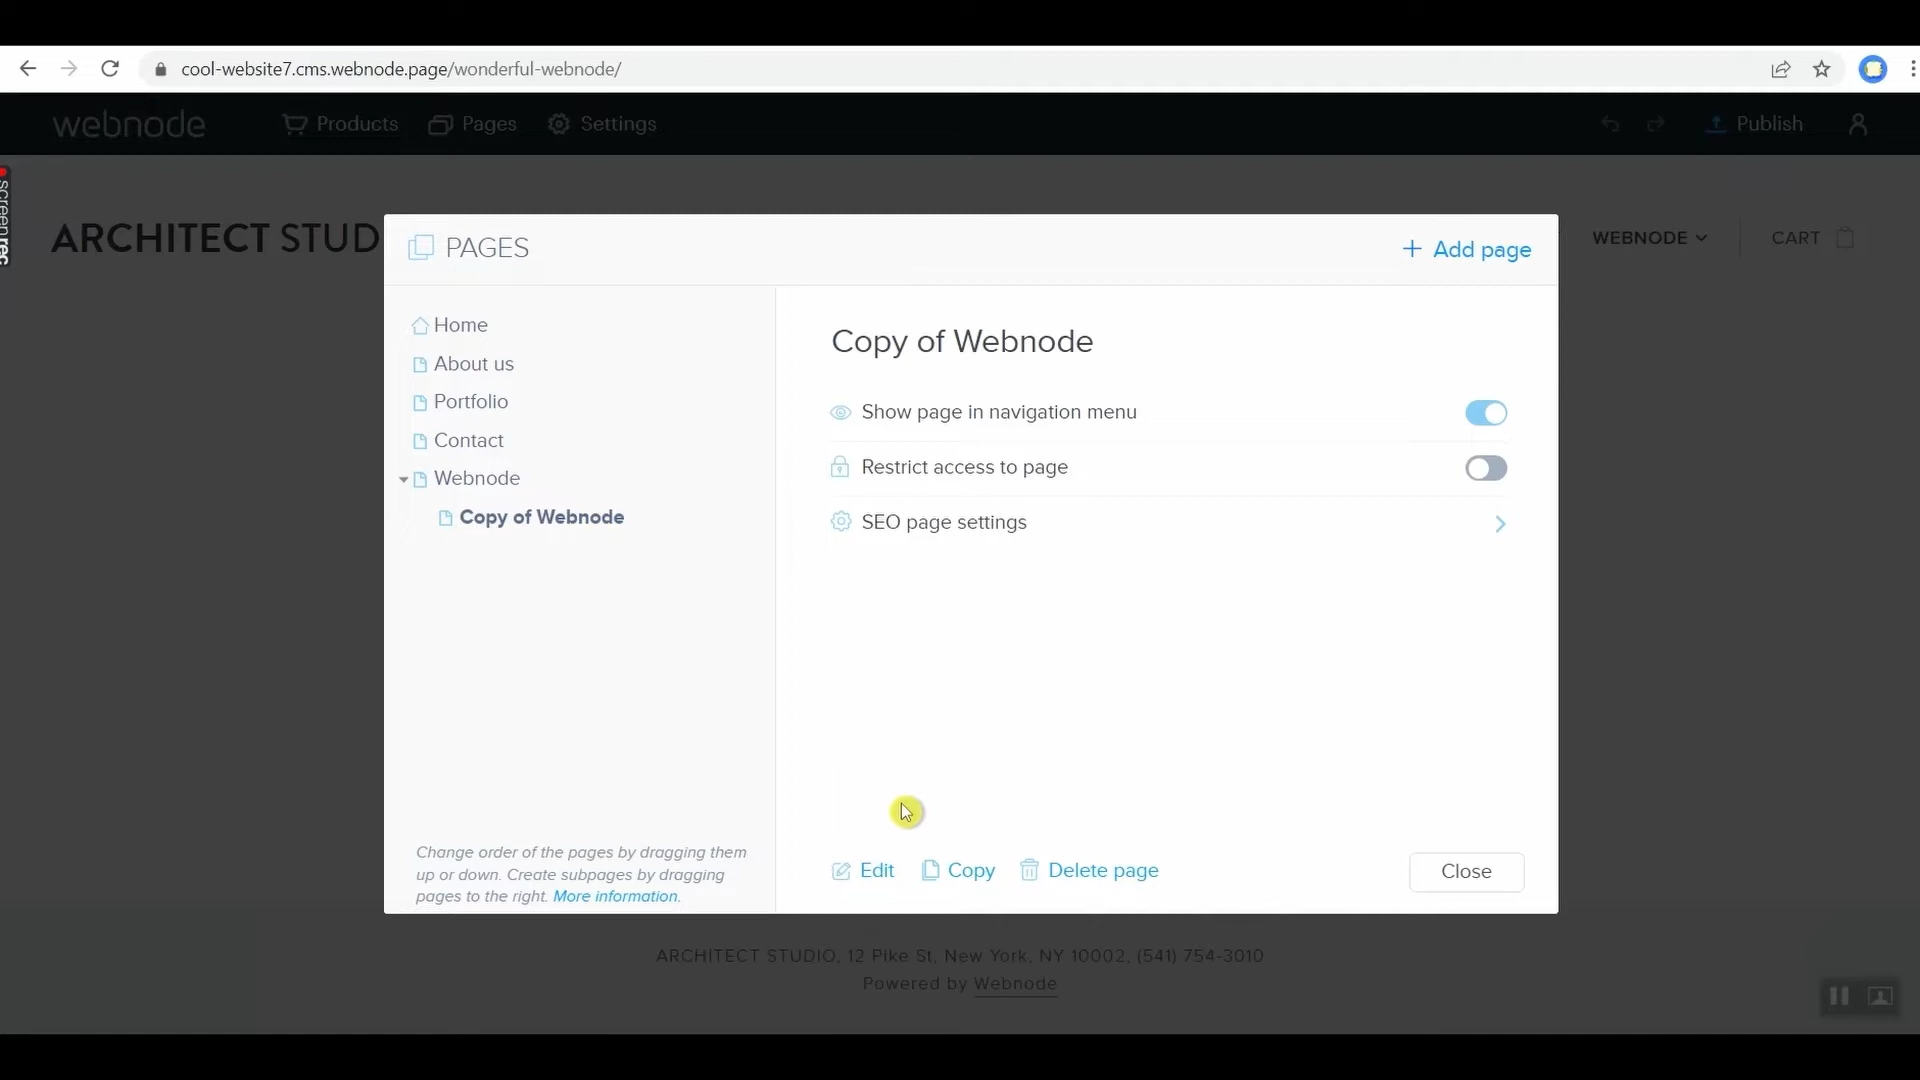 cool-website7.cms.webnode.page/wonderful-webnode/
webnode
Products
Pages
Settings
Publish
screenrec
ARCHITECT STUD
WEBNODE
CART
PAGES
+ Add page
Home
About us
Portfolio
Contact
Webnode
Copy of Webnode
Change order of the pages by dragging them
up or down. Create subpages by dragging
pages to the right. More information.
Copy of Webnode
Show page in navigation menu
Restrict access to page
SEO page settings
Edit
Copy
Delete page
Close
ARCHITECT STUDIO, 12 Pike St, New York, NY 10002, (541) 754-3010
Powered by Webnode